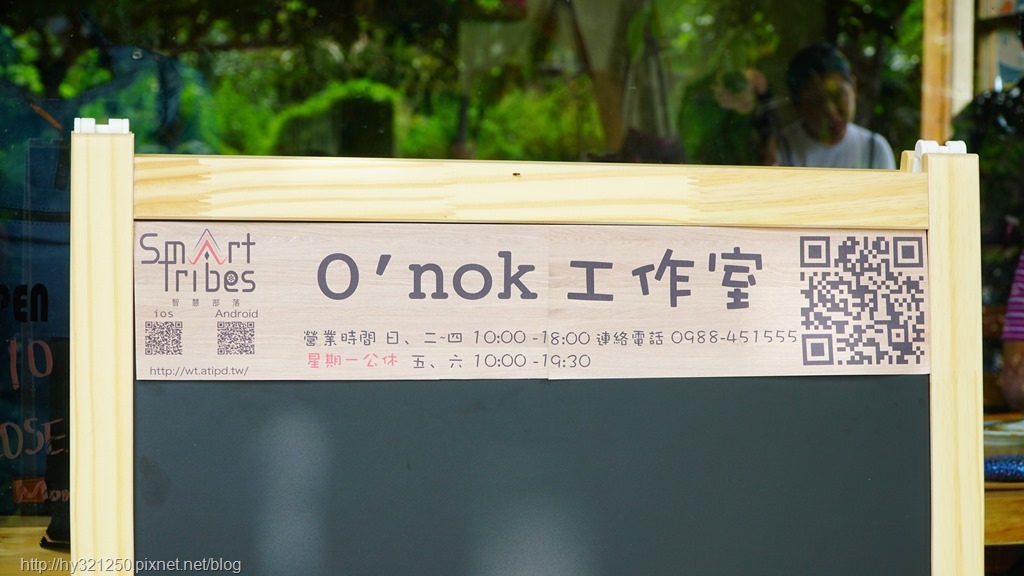 Smart
Tribes
智慧部落
ios Android
http://wt.atipd.tw/
O'nok 工作室
營業時間 日、二~四 10:00 -18:00 連絡電話 0988-451555
星期一公休 五、六 10:00 -19:30
10
http://hy321250.pixnet.net/blog